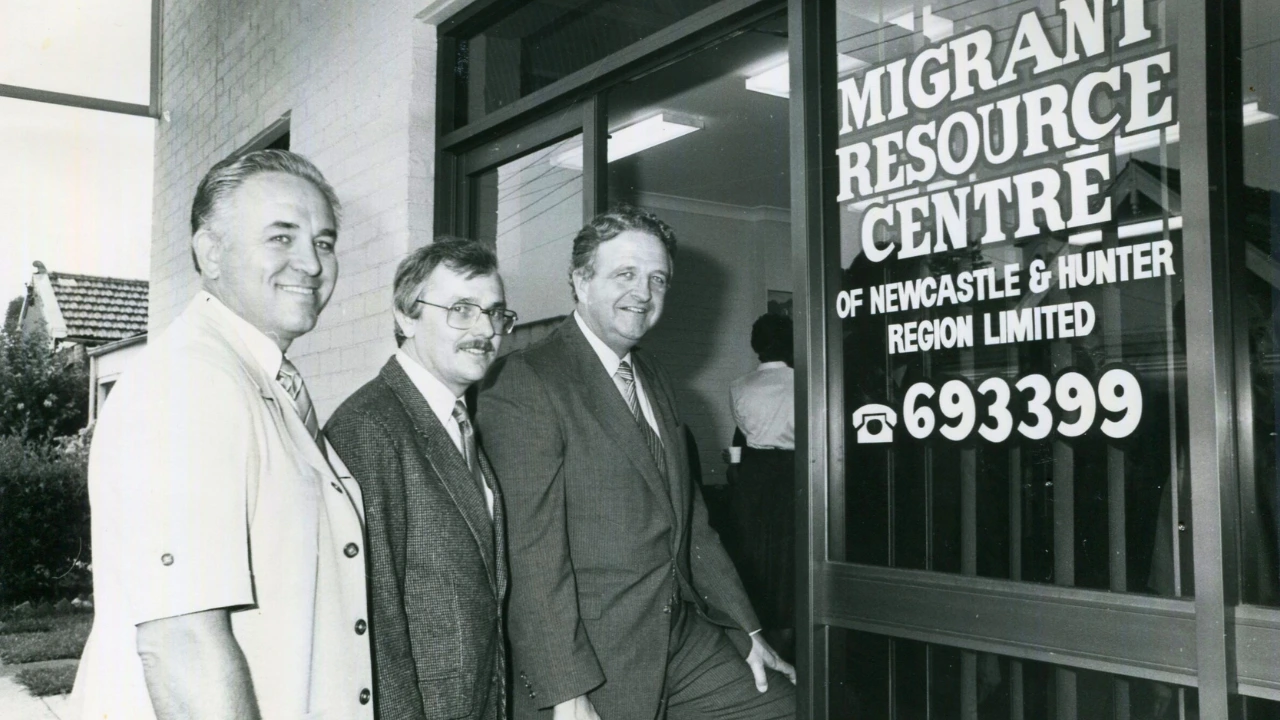 MIGRANT
RESOURCE
CENTRE
OF NEWCASTLE & HUNTER
REGION LIMITED
693399